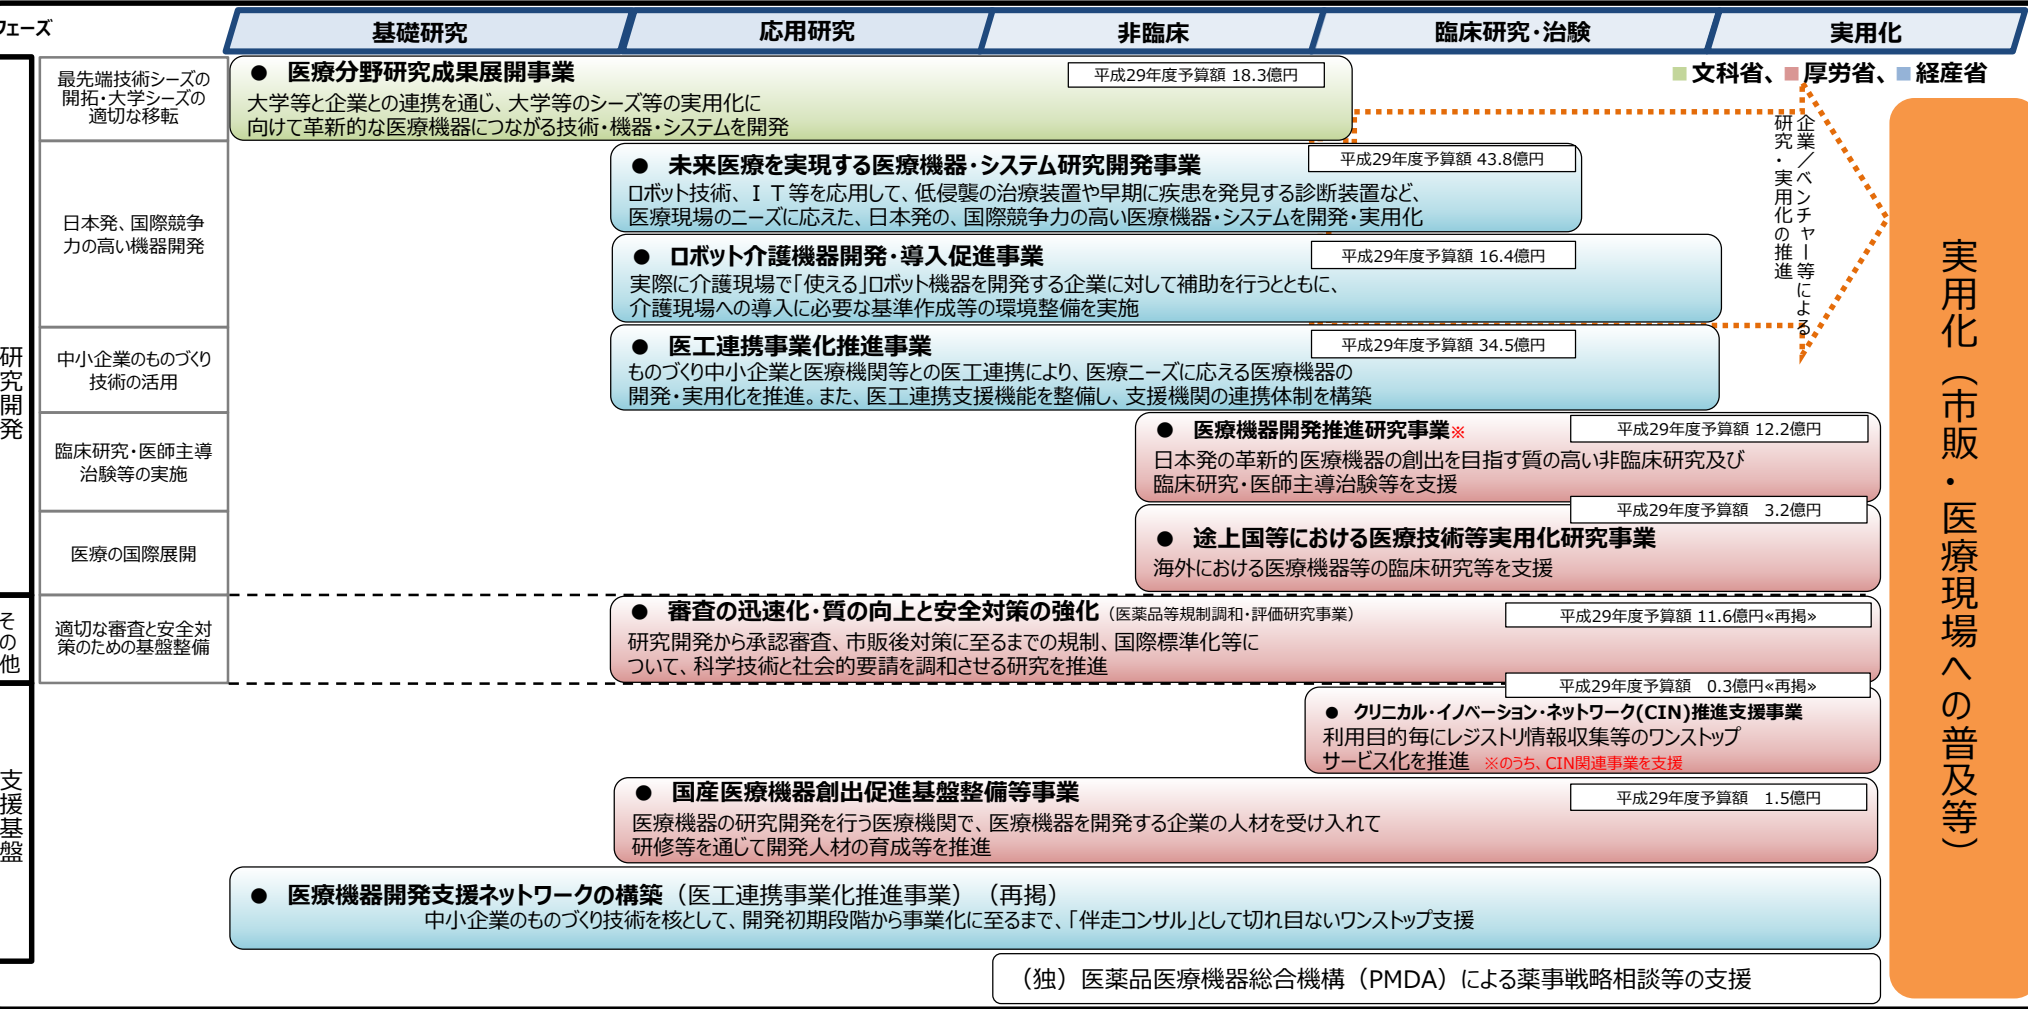 フェーズ
基礎研究
応用研究
非臨床
臨床研究・治験
実用化
■文科省、■厚労省、■経産省
研究開発
最先端技術シーズの
開拓・大学シーズの
適切な移転
● 医療分野研究成果展開事業
平成29年度予算額 18.3億円
大学等と企業との連携を通じ、大学等のシーズ等の実用化に
向けて革新的な医療機器につながる技術・機器・システムを開発
日本発、国際競争
力の高い機器開発
● 未来医療を実現する医療機器・システム研究開発事業
平成29年度予算額 43.8億円
ロボット技術、ＩＴ等を応用して、低侵襲の治療装置や早期に疾患を発見する診断装置など、
医療現場のニーズに応えた、日本発の、国際競争力の高い医療機器・システムを開発・実用化
● ロボット介護機器開発・導入促進事業
平成29年度予算額 16.4億円
実際に介護現場で「使える」ロボット機器を開発する企業に対して補助を行うとともに、
介護現場への導入に必要な基準作成等の環境整備を実施
企業／ベンチャー等による
研究・実用化の推進
中小企業のものづくり
技術の活用
● 医工連携事業化推進事業
平成29年度予算額 34.5億円
ものづくり中小企業と医療機関等との医工連携により、医療ニーズに応える医療機器の
開発・実用化を推進。また、医工連携支援機能を整備し、支援機関の連携体制を構築
臨床研究・医師主導
治験等の実施
● 医療機器開発推進研究事業※
平成29年度予算額 12.2億円
日本発の革新的医療機器の創出を目指す質の高い非臨床研究及び
臨床研究・医師主導治験等を支援
医療の国際展開
平成29年度予算額　3.2億円
● 途上国等における医療技術等実用化研究事業
海外における医療機器等の臨床研究等を支援
その他
適切な審査と安全対
策のための基盤整備
● 審査の迅速化・質の向上と安全対策の強化（医薬品等規制調和・評価研究事業）
平成29年度予算額 11.6億円≪再掲≫
研究開発から承認審査、市販後対策に至るまでの規制、国際標準化等に
ついて、科学技術と社会的要請を調和させる研究を推進
支援基盤
平成29年度予算額　0.3億円≪再掲≫
● クリニカル・イノベーション・ネットワーク(CIN)推進支援事業
利用目的毎にレジストリ情報収集等のワンストップ
サービス化を推進　※のうち、CIN関連事業を支援
● 国産医療機器創出促進基盤整備等事業
平成29年度予算額　1.5億円
医療機器の研究開発を行う医療機関で、医療機器を開発する企業の人材を受け入れて
研修等を通じて開発人材の育成等を推進
● 医療機器開発支援ネットワークの構築（医工連携事業化推進事業）（再掲）
中小企業のものづくり技術を核として、開発初期段階から事業化に至るまで、「伴走コンサル」として切れ目ないワンストップ支援
（独）医薬品医療機器総合機構（PMDA）による薬事戦略相談等の支援
実用化（市販・医療現場への普及等）